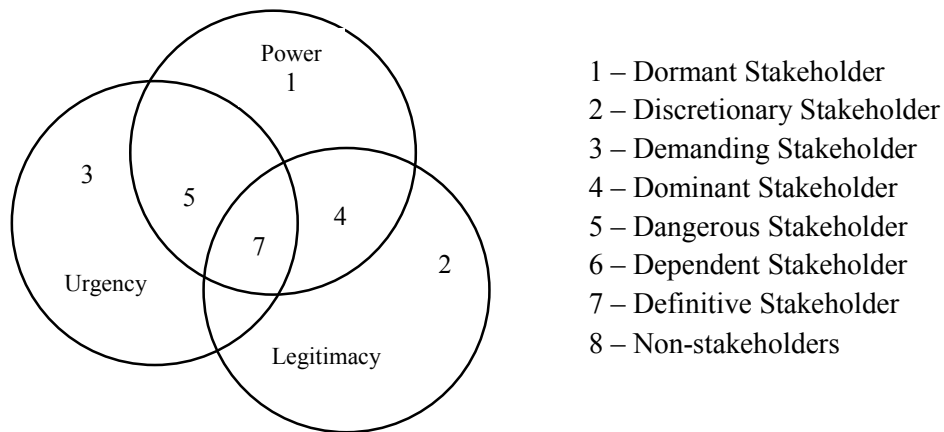 Power
1
3
5
4
7
2
Urgency
Legitimacy
1 – Dormant Stakeholder
2 – Discretionary Stakeholder
3 – Demanding Stakeholder
4 – Dominant Stakeholder
5 – Dangerous Stakeholder
6 – Dependent Stakeholder
7 – Definitive Stakeholder
8 – Non-stakeholders